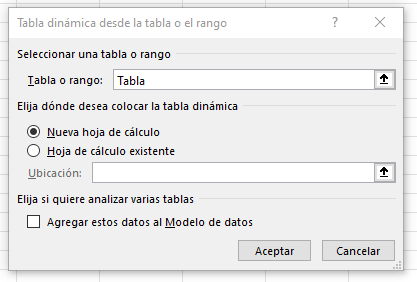 Tabla dinámica desde la tabla o el rango ? ×
Seleccionar una tabla o rango
Tabla o rango: Tabla
Elija dónde desea colocar la tabla dinámica
Nueva hoja de cálculo
Hoja de cálculo existente
Ubicación:
Elija si quiere analizar varias tablas
Agregar estos datos al Modelo de datos
Aceptar Cancelar